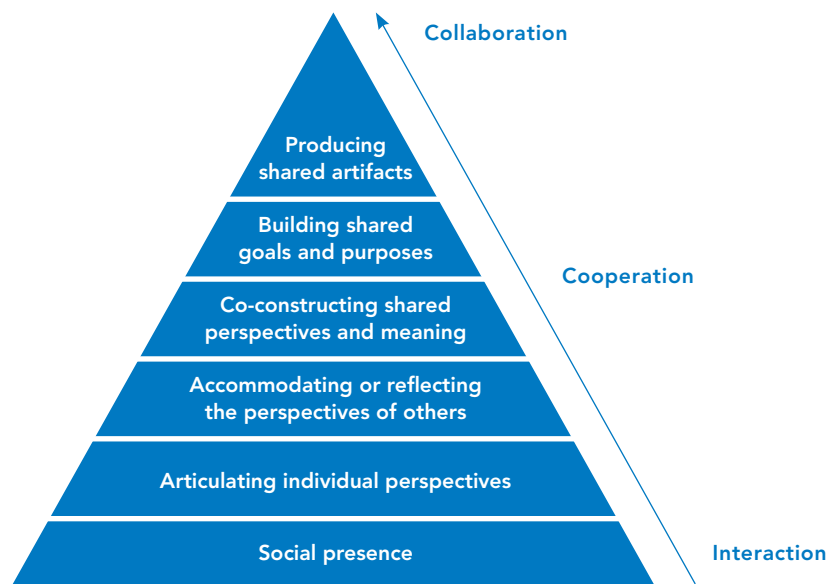 Collaboration
Producing
shared artifacts
Building shared
goals and purposes
Cooperation
Co-constructing shared
perspectives and meaning
Accommodating or reflecting
the perspectives of others
Articulating individual perspectives
Social presence
Interaction